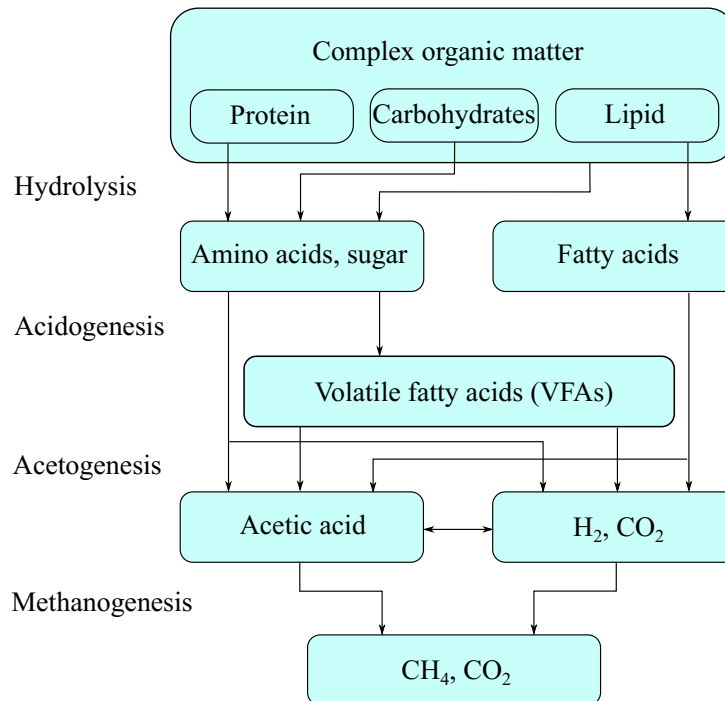 Complex organic matter
Protein
Carbohydrates
Lipid
Hydrolysis
Amino acids, sugar
Fatty acids
Acidogenesis
Volatile fatty acids (VFAs)
Acetogenesis
Acetic acid
H₂, CO₂
Methanogenesis
CH₄, CO₂